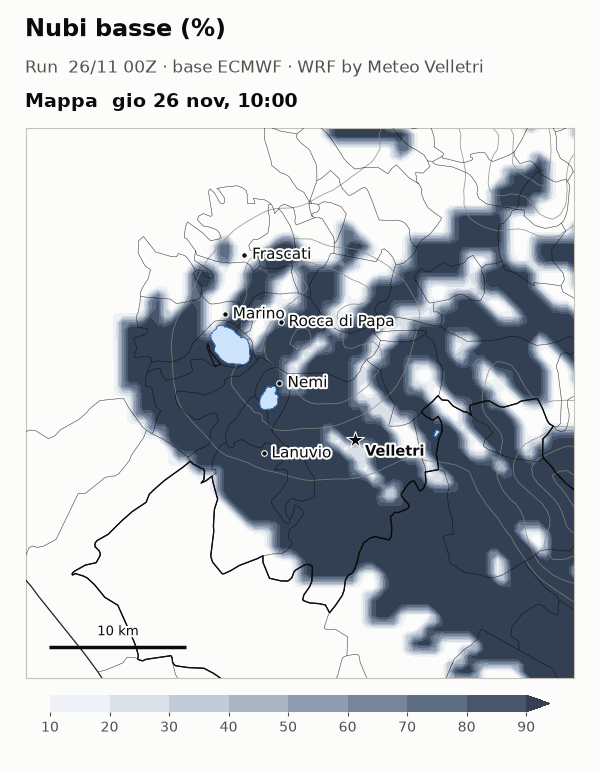 Nubi basse (%)
Run  26/11 00Z · base ECMWF · WRF by Meteo Velletri
Mappa  gio 26 nov, 10:00
Frascati
Marino
Rocca di Papa
Nemi
Velletri
Lanuvio
10 km
10 20 30 40 50 60 70 80 90